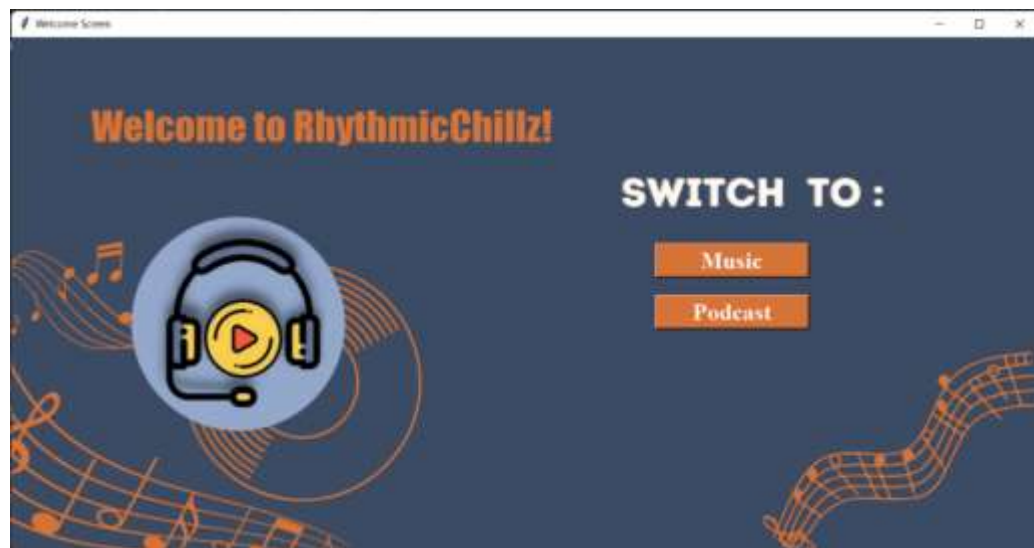 Welcome Screen
Welcome to RhythmicChillz!
SWITCH TO :
Music
Podcast